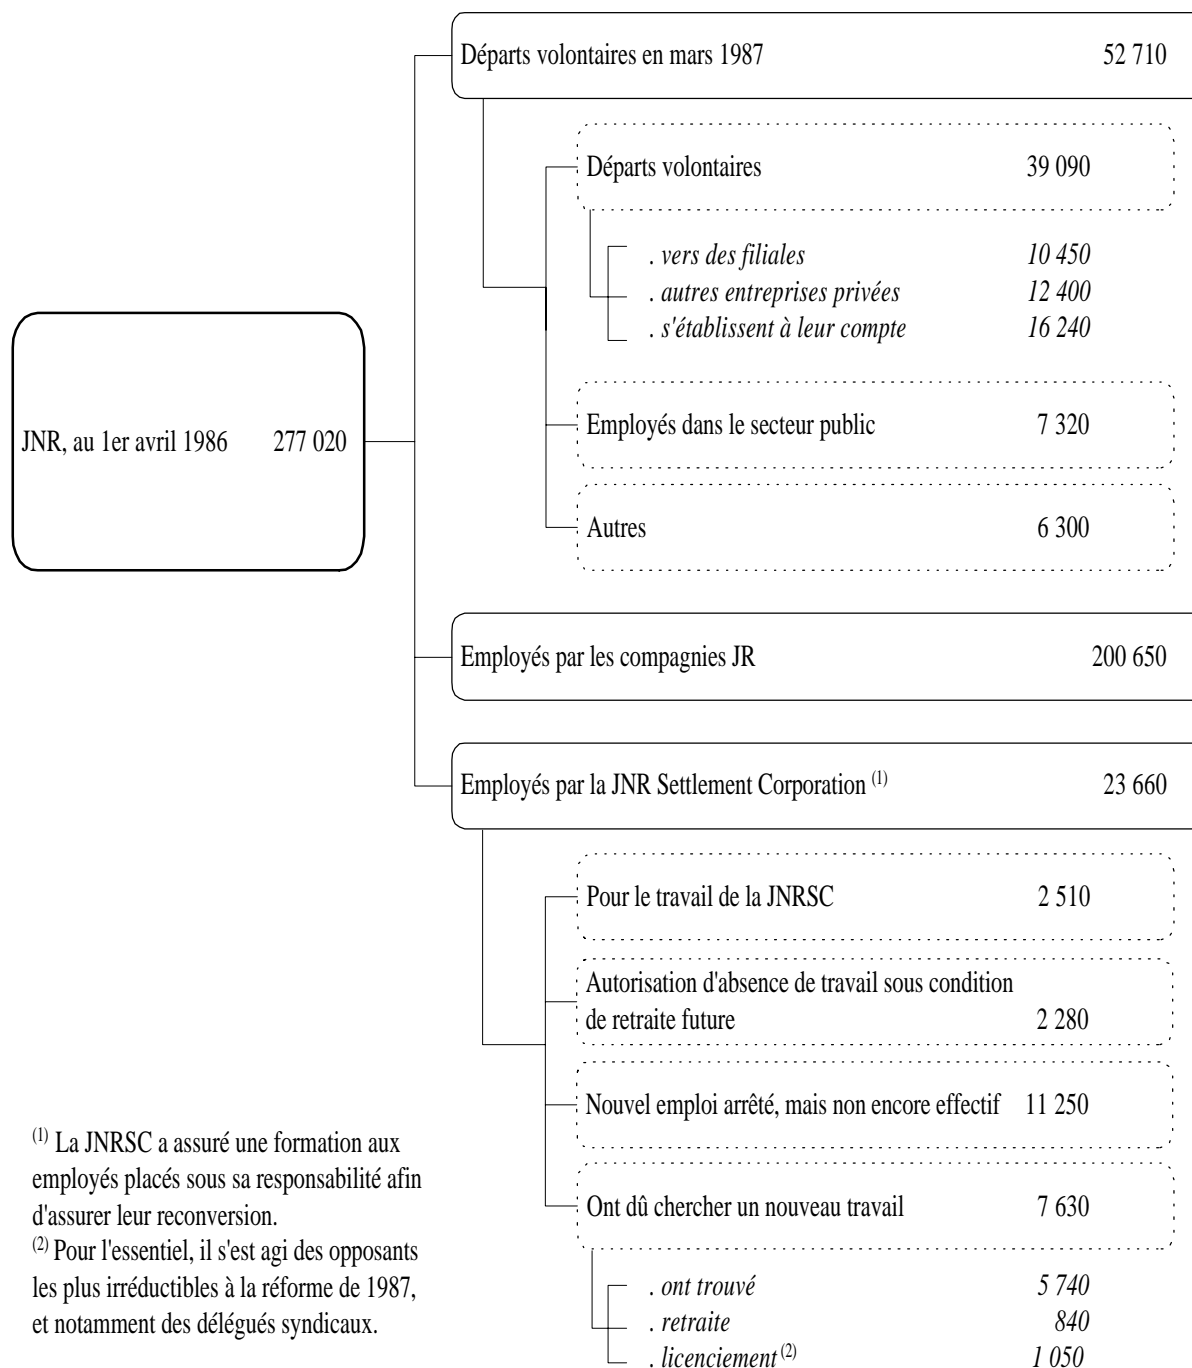 Départs volontaires en mars 1987 52 710
Départs volontaires 39 090
. vers des filiales 10 450
. autres entreprises privées 12 400
. s'établissent à leur compte 16 240
JNR, au 1er avril 1986 277 020
Employés dans le secteur public 7 320
Autres 6 300
Employés par les compagnies JR 200 650
Employés par la JNR Settlement Corporation (1) 23 660
Pour le travail de la JNRSC 2 510
Autorisation d'absence de travail sous condition
de retraite future 2 280
Nouvel emploi arrêté, mais non encore effectif 11 250
Ont dû chercher un nouveau travail 7 630
. ont trouvé 5 740
. retraite 840
. licenciement (2) 1 050
(1) La JNRSC a assuré une formation aux
employés placés sous sa responsabilité afin
d'assurer leur reconversion.
(2) Pour l'essentiel, il s'est agi des opposants
les plus irréductibles à la réforme de 1987,
et notamment des délégués syndicaux.